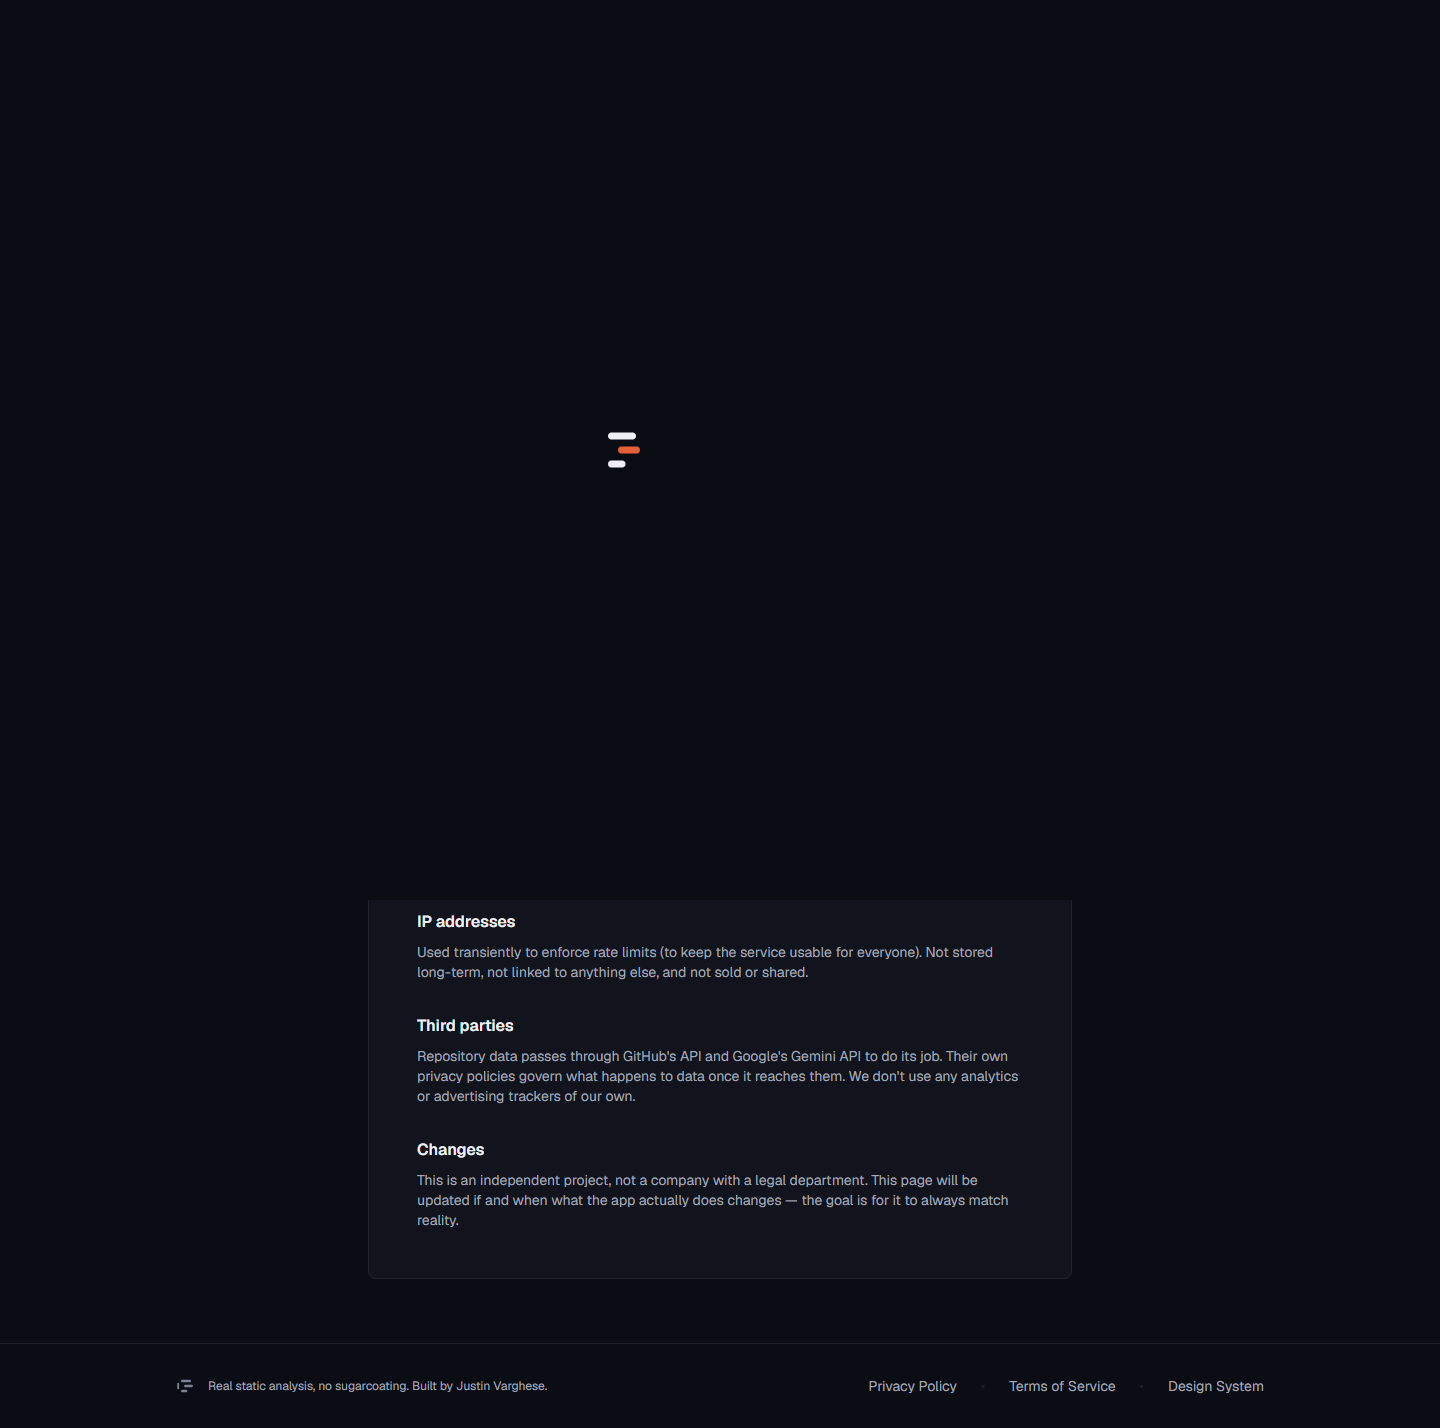 IP addresses
Used transiently to enforce rate limits (to keep the service usable for everyone). Not stored
long-term, not linked to anything else, and not sold or shared.
Third parties
Repository data passes through GitHub's API and Google's Gemini API to do its job. Their own
privacy policies govern what happens to data once it reaches them. We don't use any analytics
or advertising trackers of our own.
Changes
This is an independent project, not a company with a legal department. This page will be
updated if and when what the app actually does changes — the goal is for it to always match
reality.
Real static analysis, no sugarcoating. Built by Justin Varghese.
Privacy Policy · Terms of Service · Design System